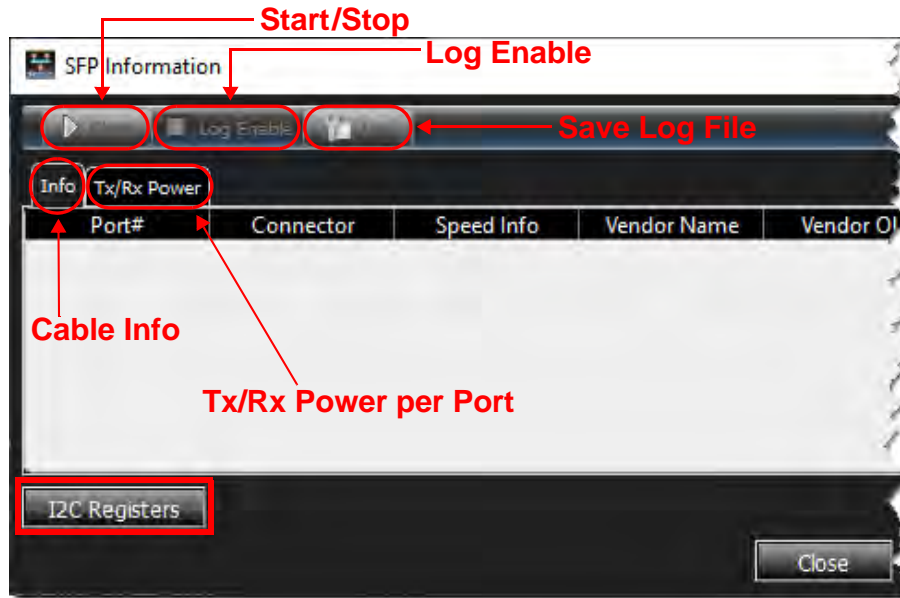 Start/Stop
Log Enable
SFP Information
Log Enable
Save Log File
Info
Tx/Rx Power
Port#
Connector
Speed Info
Vendor Name
Vendor
Cable Info
Tx/Rx Power per Port
I2C Registers
Close